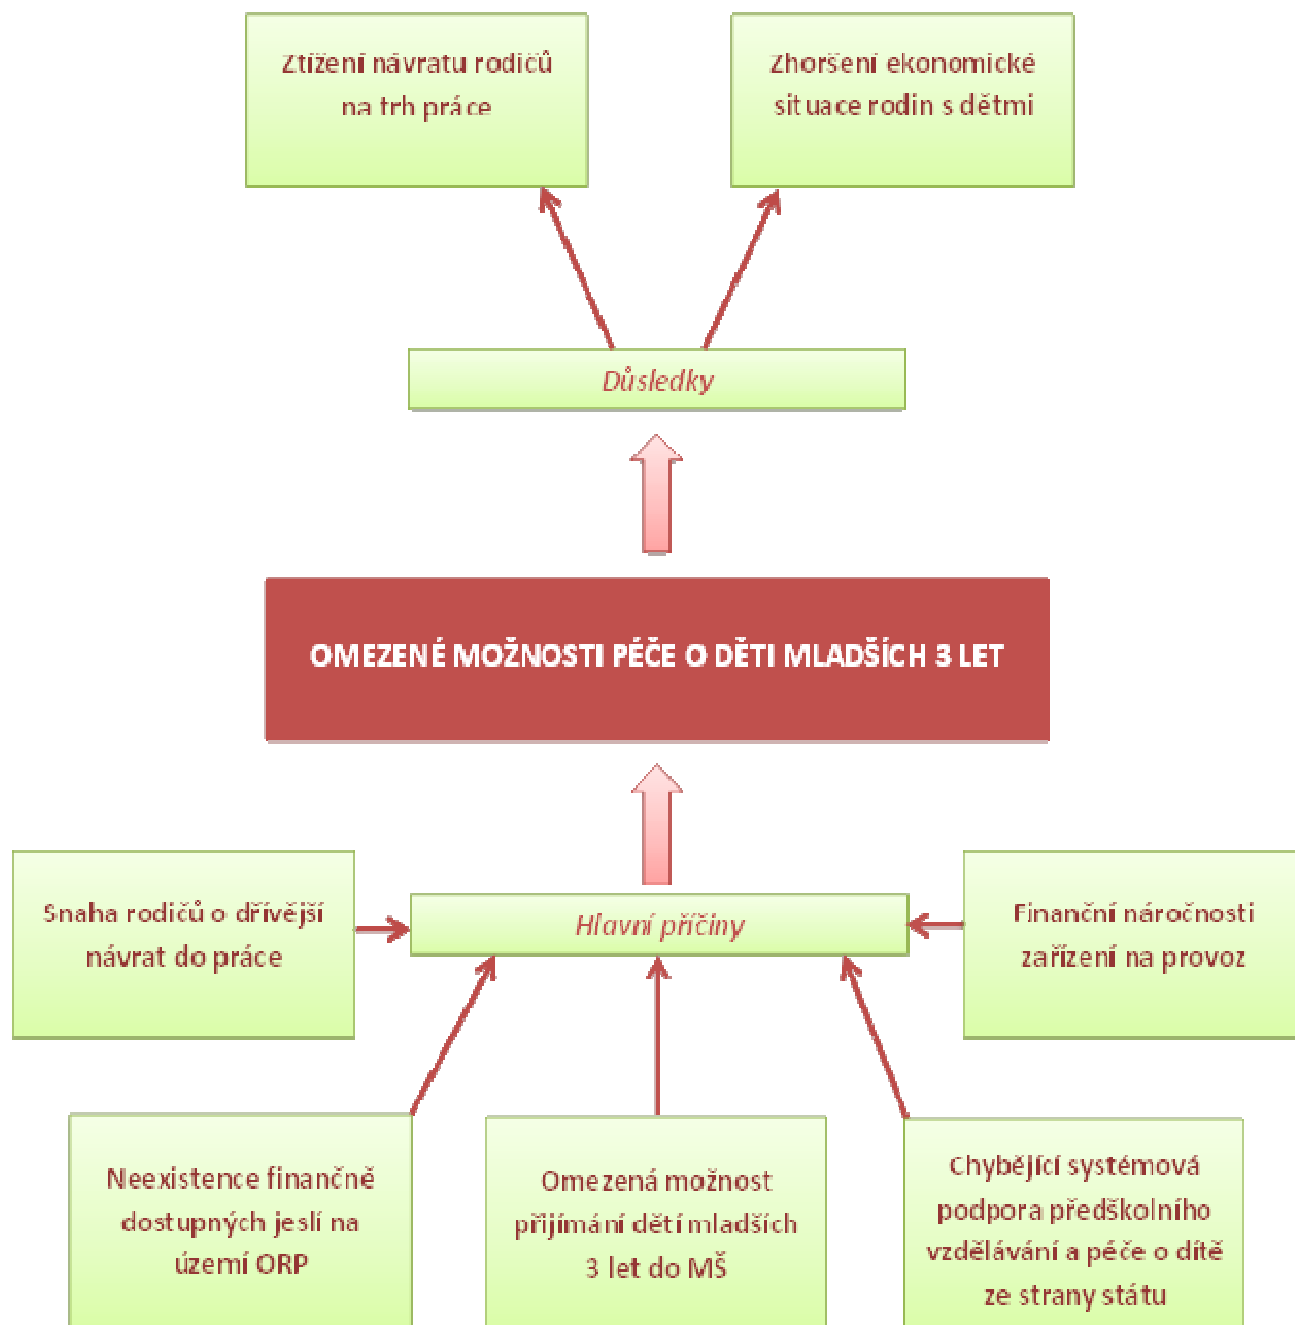 Ztížení návratu rodičů
na trh práce
Zhoršení ekonomické
situace rodin s dětmi
Důsledky
OMEZENÉ MOŽNOSTI PÉČE O DĚTI MLADŠÍCH 3 LET
Snaha rodičů o dřívější
návrat do práce
Hlavní příčiny
Finanční náročnosti
zařízení na provoz
Neexistence finančně
dostupných jeslí na
území ORP
Omezená možnost
přijímání dětí mladších
3 let do MŠ
Chybějící systémová
podpora předškolního
vzdělávání a péče o dítě
ze strany státu